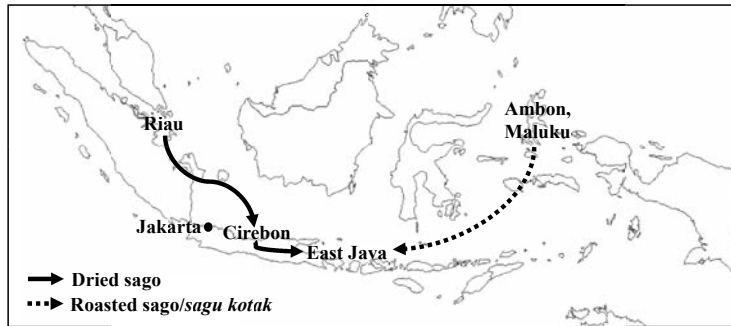 Ambon,
Maluku
Riau
Jakarta
Cirebon
East Java
Dried sago
Roasted sago/sagu kotak